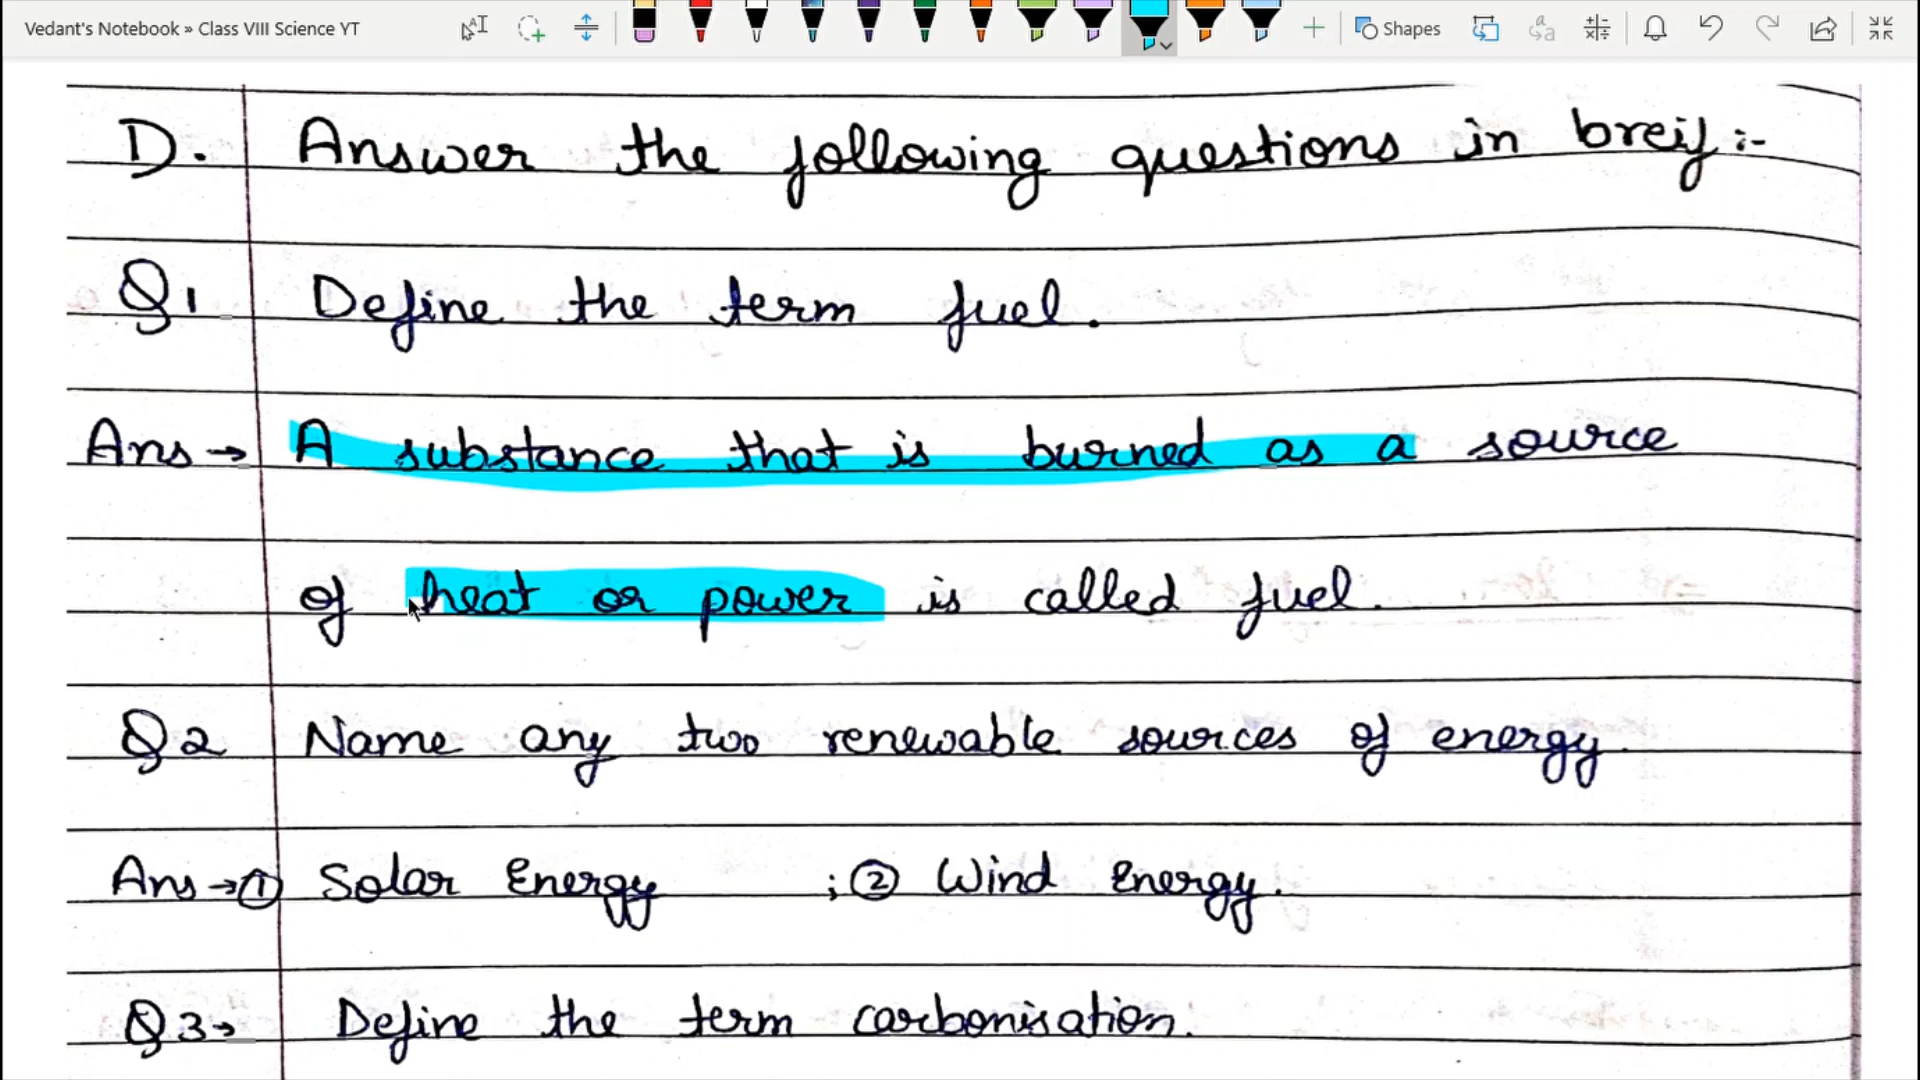 Vedant's Notebook » Class VIII Science YT
Shapes
D. Answer the following questions in breif :-
Q1 Define the term fuel.
Ans → A substance that is burned as a source
of heat or power is called fuel.
Q2 Name any two renewable sources of energy.
Ans → ① Solar Energy ; ② Wind Energy.
Q3→ Define the term carbonisation.